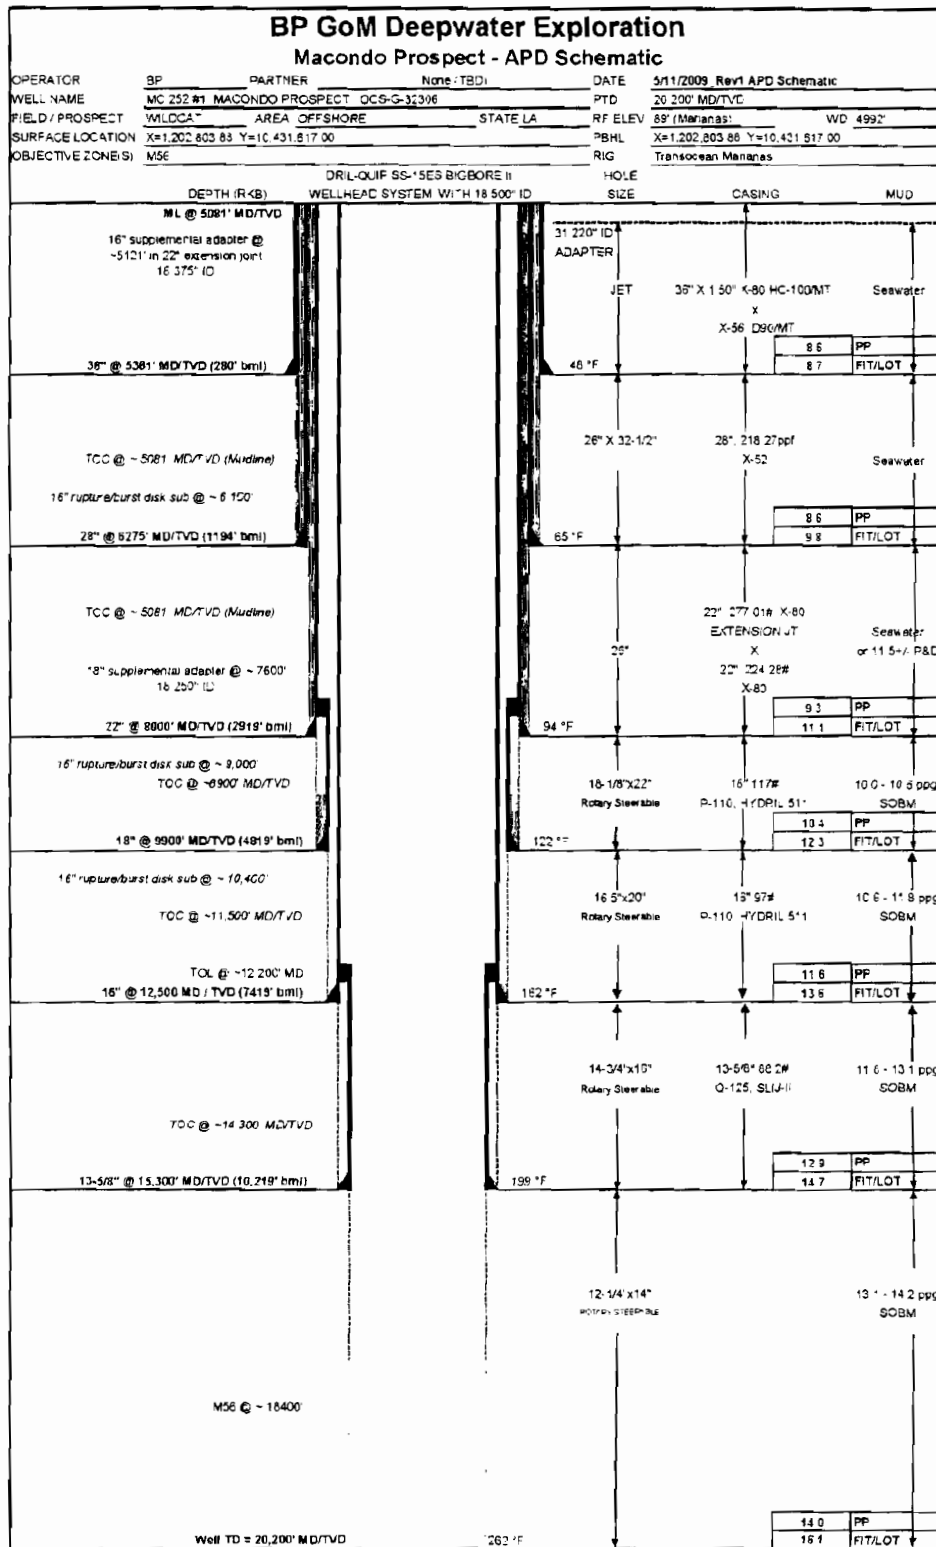 BP GoM Deepwater Exploration
Macondo Prospect - APD Schematic
OPERATOR BP PARTNER None (TBD) DATE 5/11/2009 Rev1 APD Schematic
WELL NAME MC 252 #1 MACONDO PROSPECT OCS-G-32306 PTD 20 200' MD/TVD
FIELD / PROSPECT WILDCAT AREA OFFSHORE STATE LA RF ELEV 89' (Marianas) WD 4992'
SURFACE LOCATION X=1,202,803 88 Y=10,431,617 00 PBHL X=1,202,803 88 Y=10,431 617 00
OBJECTIVE ZONE(S) M56 RIG Transocean Marianas
DRIL-QUIP SS-15ES BIGBORE II HOLE
DEPTH (RKB) WELLHEAD SYSTEM WITH 18 500" ID SIZE CASING MUD
ML @ 5081' MD/TVD
16" supplemental adapter @
~5121' in 22" extension joint
16 375" ID
31 220" ID
ADAPTER
JET 36" X 1 50" X-80 HC-100/MT Seawater
X
X-56 D90/MT
8 6 PP
36" @ 5361' MD/TVD (280' bml) 48 °F 8 7 FIT/LOT
26" X 32-1/2" 28", 218 27ppf
X-52
TOC @ ~ 5081 MD/TVD (Mudline) Seawater
16" rupture/burst disk sub @ ~ 6 150'
8 6 PP
28" @ 6275' MD/TVD (1194' bml) 65 °F 9 8 FIT/LOT
TOC @ ~ 5081 MD/TVD (Mudline) 22" 277 01# X-80
EXTENSION JT Seawater
26" X or 11 5+/- P&D
18" supplemental adapter @ ~ 7600' 22" 224 28#
18 250" ID X-80
9 3 PP
22" @ 8000' MD/TVD (2919' bml) 94 °F 11 1 FIT/LOT
16" rupture/burst disk sub @ ~ 9,000'
TOC @ ~6900' MD/TVD 18-1/8"x22" 16" 117# 10 0 - 10 6 ppg
Rotary Steerable P-110, HYDRIL 511 SOBM
10 4 PP
18" @ 9900' MD/TVD (4819' bml) 122 °F 12 3 FIT/LOT
16" rupture/burst disk sub @ ~ 10,400'
TOC @ ~11,500' MD/TVD 16 5"x20" 16" 97# 10 6 - 11 8 ppg
Rotary Steerable P-110 HYDRIL 511 SOBM
TOL @ ~12 200' MD 11 6 PP
16" @ 12,500 MD / TVD (7419' bml) 162 °F 13 6 FIT/LOT
14-3/4"x16" 13-5/8" 88 2# 11 8 - 13 1 ppg
Rotary Steerable Q-125, SLIJ-II SOBM
TOC @ ~14 300 MD/TVD
12 9 PP
13-5/8" @ 15,300' MD/TVD (10,219' bml) 199 °F 14 7 FIT/LOT
12-1/4"x14" 13 1 - 14 2 ppg
ROTARY STEERABLE SOBM
M56 @ ~ 18400'
14 0 PP
Well TD = 20,200' MD/TVD 262 °F 16 1 FIT/LOT